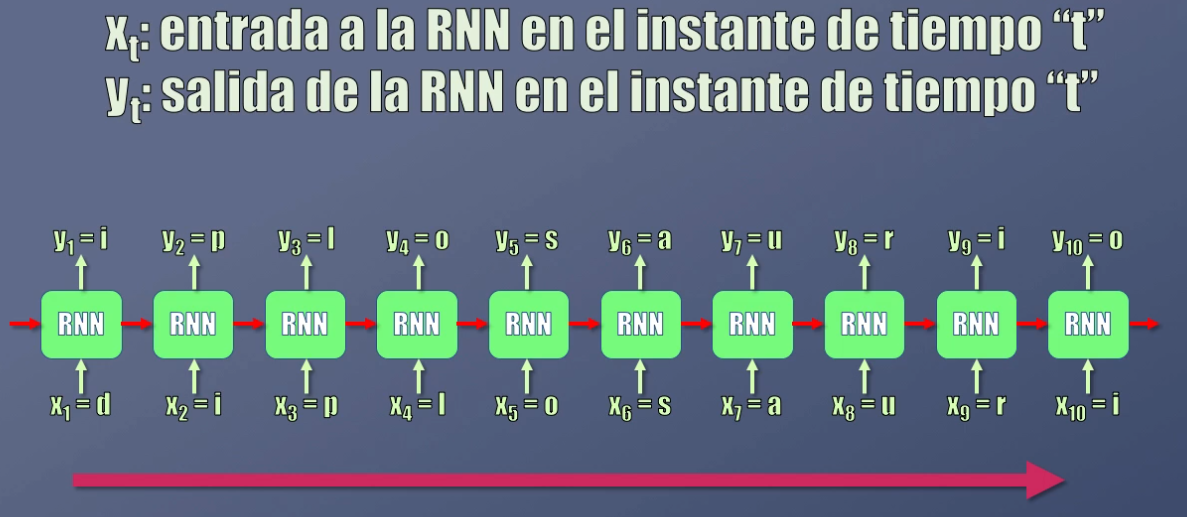 xₜ: entrada a la RNN en el instante de tiempo “t”
yₜ: salida de la RNN en el instante de tiempo “t”
y₁ = i y₂ = p y₃ = l y₄ = o y₅ = s y₆ = a y₇ = u y₈ = r y₉ = i y₁₀ = o
RNN RNN RNN RNN RNN RNN RNN RNN RNN RNN
x₁ = d x₂ = i x₃ = p x₄ = l x₅ = o x₆ = s x₇ = a x₈ = u x₉ = r x₁₀ = i